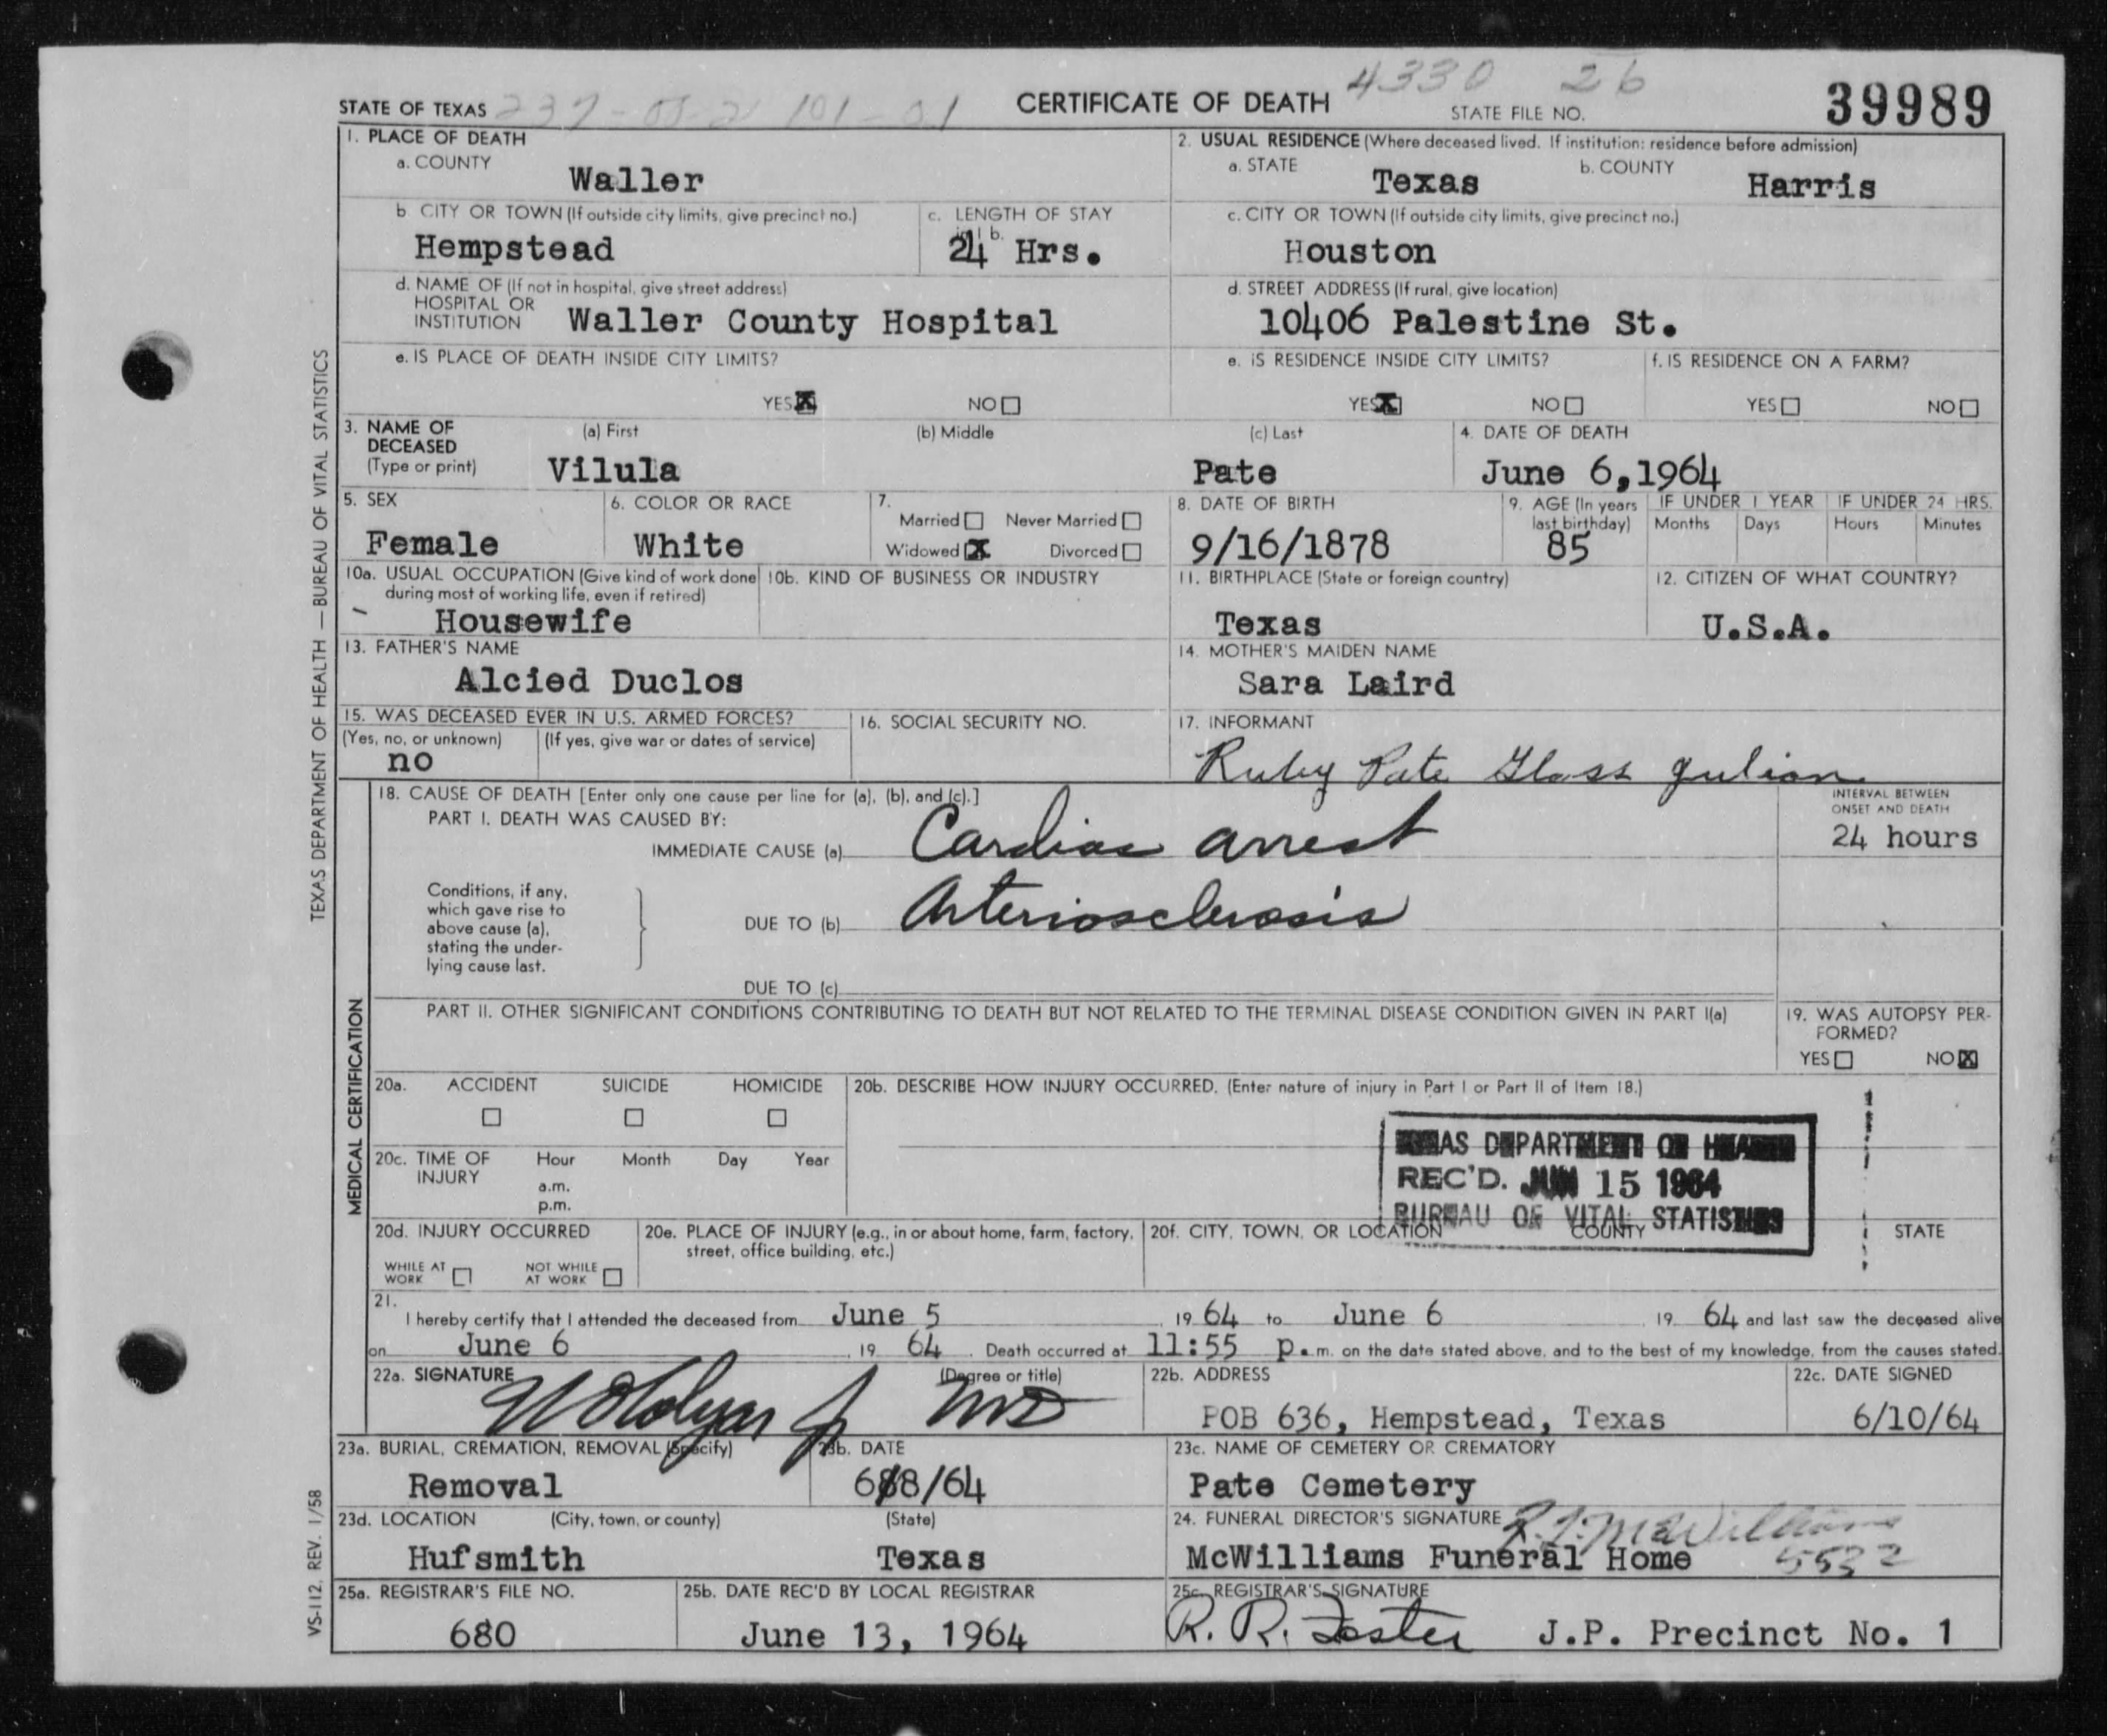 4330 26
STATE OF TEXAS CERTIFICATE OF DEATH STATE FILE NO. 39989
1. PLACE OF DEATH
a. COUNTY Waller
2. USUAL RESIDENCE (Where deceased lived. If institution: residence before admission)
a. STATE Texas b. COUNTY Harris
b CITY OR TOWN (If outside city limits, give precinct no.) Hempstead
c. LENGTH OF STAY in 1 b. 24 Hrs.
c. CITY OR TOWN (If outside city limits, give precinct no.) Houston
d. NAME OF (If not in hospital, give street address)
HOSPITAL OR
INSTITUTION Waller County Hospital
d. STREET ADDRESS (If rural, give location)
10406 Palestine St.
e. IS PLACE OF DEATH INSIDE CITY LIMITS?
YES X NO
e. IS RESIDENCE INSIDE CITY LIMITS?
YES X NO
f. IS RESIDENCE ON A FARM?
YES NO
3. NAME OF
DECEASED
(Type or print)
(a) First (b) Middle (c) Last
Vilula Pate
4. DATE OF DEATH
June 6,1964
5. SEX
Female
6. COLOR OR RACE
White
7.
Married Never Married
Widowed X Divorced
8. DATE OF BIRTH
9/16/1878
9. AGE (In years
last birthday)
85
IF UNDER 1 YEAR
Months Days
IF UNDER 24 HRS.
Hours Minutes
10a. USUAL OCCUPATION (Give kind of work done
during most of working life, even if retired)
Housewife
10b. KIND OF BUSINESS OR INDUSTRY
11. BIRTHPLACE (State or foreign country)
Texas
12. CITIZEN OF WHAT COUNTRY?
U.S.A.
13. FATHER'S NAME
Alcied Duclos
14. MOTHER'S MAIDEN NAME
Sara Laird
15. WAS DECEASED EVER IN U.S. ARMED FORCES?
(Yes, no, or unknown) (If yes, give war or dates of service)
no
16. SOCIAL SECURITY NO.
17. INFORMANT
Ruby Pate Glass Julian
18. CAUSE OF DEATH [Enter only one cause per line for (a), (b), and (c).]
PART I. DEATH WAS CAUSED BY:
IMMEDIATE CAUSE (a) Cardiac arrest
INTERVAL BETWEEN
ONSET AND DEATH
24 hours
Conditions, if any,
which gave rise to
above cause (a),
stating the under-
lying cause last.
DUE TO (b) Arteriosclerosis
DUE TO (c)
PART II. OTHER SIGNIFICANT CONDITIONS CONTRIBUTING TO DEATH BUT NOT RELATED TO THE TERMINAL DISEASE CONDITION GIVEN IN PART I(a)
19. WAS AUTOPSY PER-
FORMED?
YES NO X
20a. ACCIDENT SUICIDE HOMICIDE
20b. DESCRIBE HOW INJURY OCCURRED. (Enter nature of injury in Part I or Part II of Item 18.)
20c. TIME OF
INJURY
Hour Month Day Year
a.m.
p.m.
TEXAS DEPARTMENT OF HEALTH
REC'D. JUN 15 1964
BUREAU OF VITAL STATISTICS
20d. INJURY OCCURRED
WHILE AT
WORK
NOT WHILE
AT WORK
20e. PLACE OF INJURY (e.g., in or about home, farm, factory,
street, office building, etc.)
20f. CITY, TOWN, OR LOCATION COUNTY STATE
21.
I hereby certify that I attended the deceased from June 5, 19 64 to June 6, 19 64 and last saw the deceased alive
on June 6, 19 64. Death occurred at 11:55 p.m. on the date stated above, and to the best of my knowledge, from the causes stated.
22a. SIGNATURE (Degree or title)
MD
22b. ADDRESS
POB 636, Hempstead, Texas
22c. DATE SIGNED
6/10/64
23a. BURIAL, CREMATION, REMOVAL (Specify)
Removal
23b. DATE
6/8/64
23c. NAME OF CEMETERY OR CREMATORY
Pate Cemetery
23d. LOCATION (City, town, or county) (State)
Hufsmith Texas
24. FUNERAL DIRECTOR'S SIGNATURE R. L. McWilliams
McWilliams Funeral Home 5532
25a. REGISTRAR'S FILE NO.
680
25b. DATE REC'D BY LOCAL REGISTRAR
June 13, 1964
25c. REGISTRAR'S SIGNATURE
R. R. Foster J.P. Precinct No. 1
TEXAS DEPARTMENT OF HEALTH — BUREAU OF VITAL STATISTICS
MEDICAL CERTIFICATION
VS-112, REV. 1/58